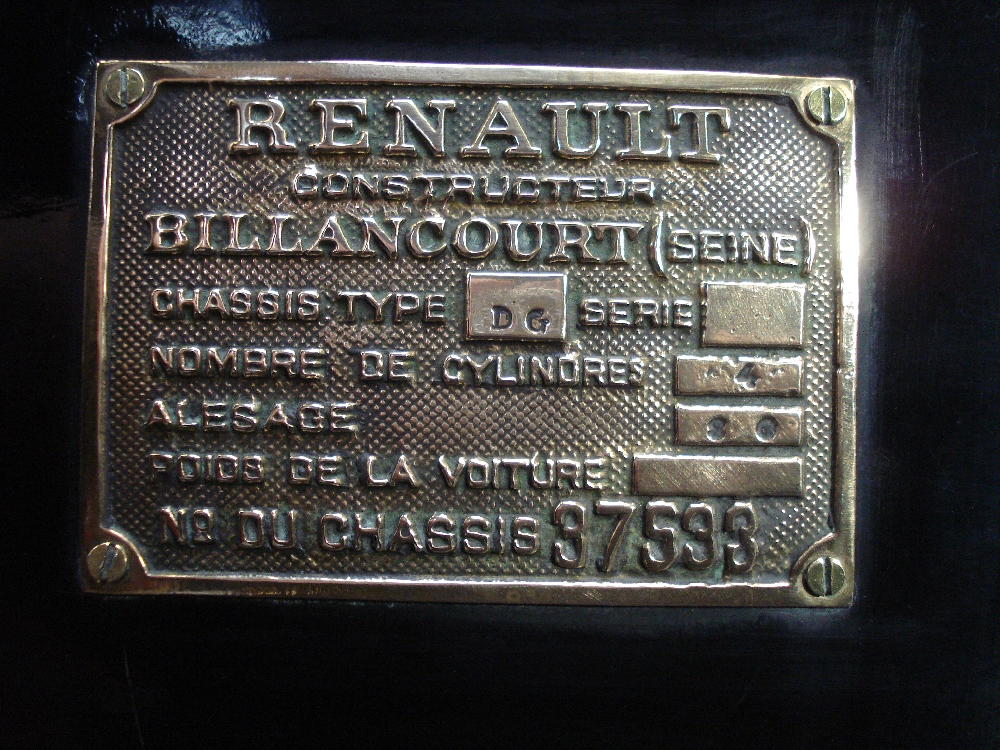 RENAULT
CONSTRUCTEUR
BILLANCOURT (SEINE)
CHASSIS TYPE DG SERIE
NOMBRE DE CYLINDRES 4
ALESAGE 80
POIDS DE LA VOITURE
Nº DU CHASSIS 37533